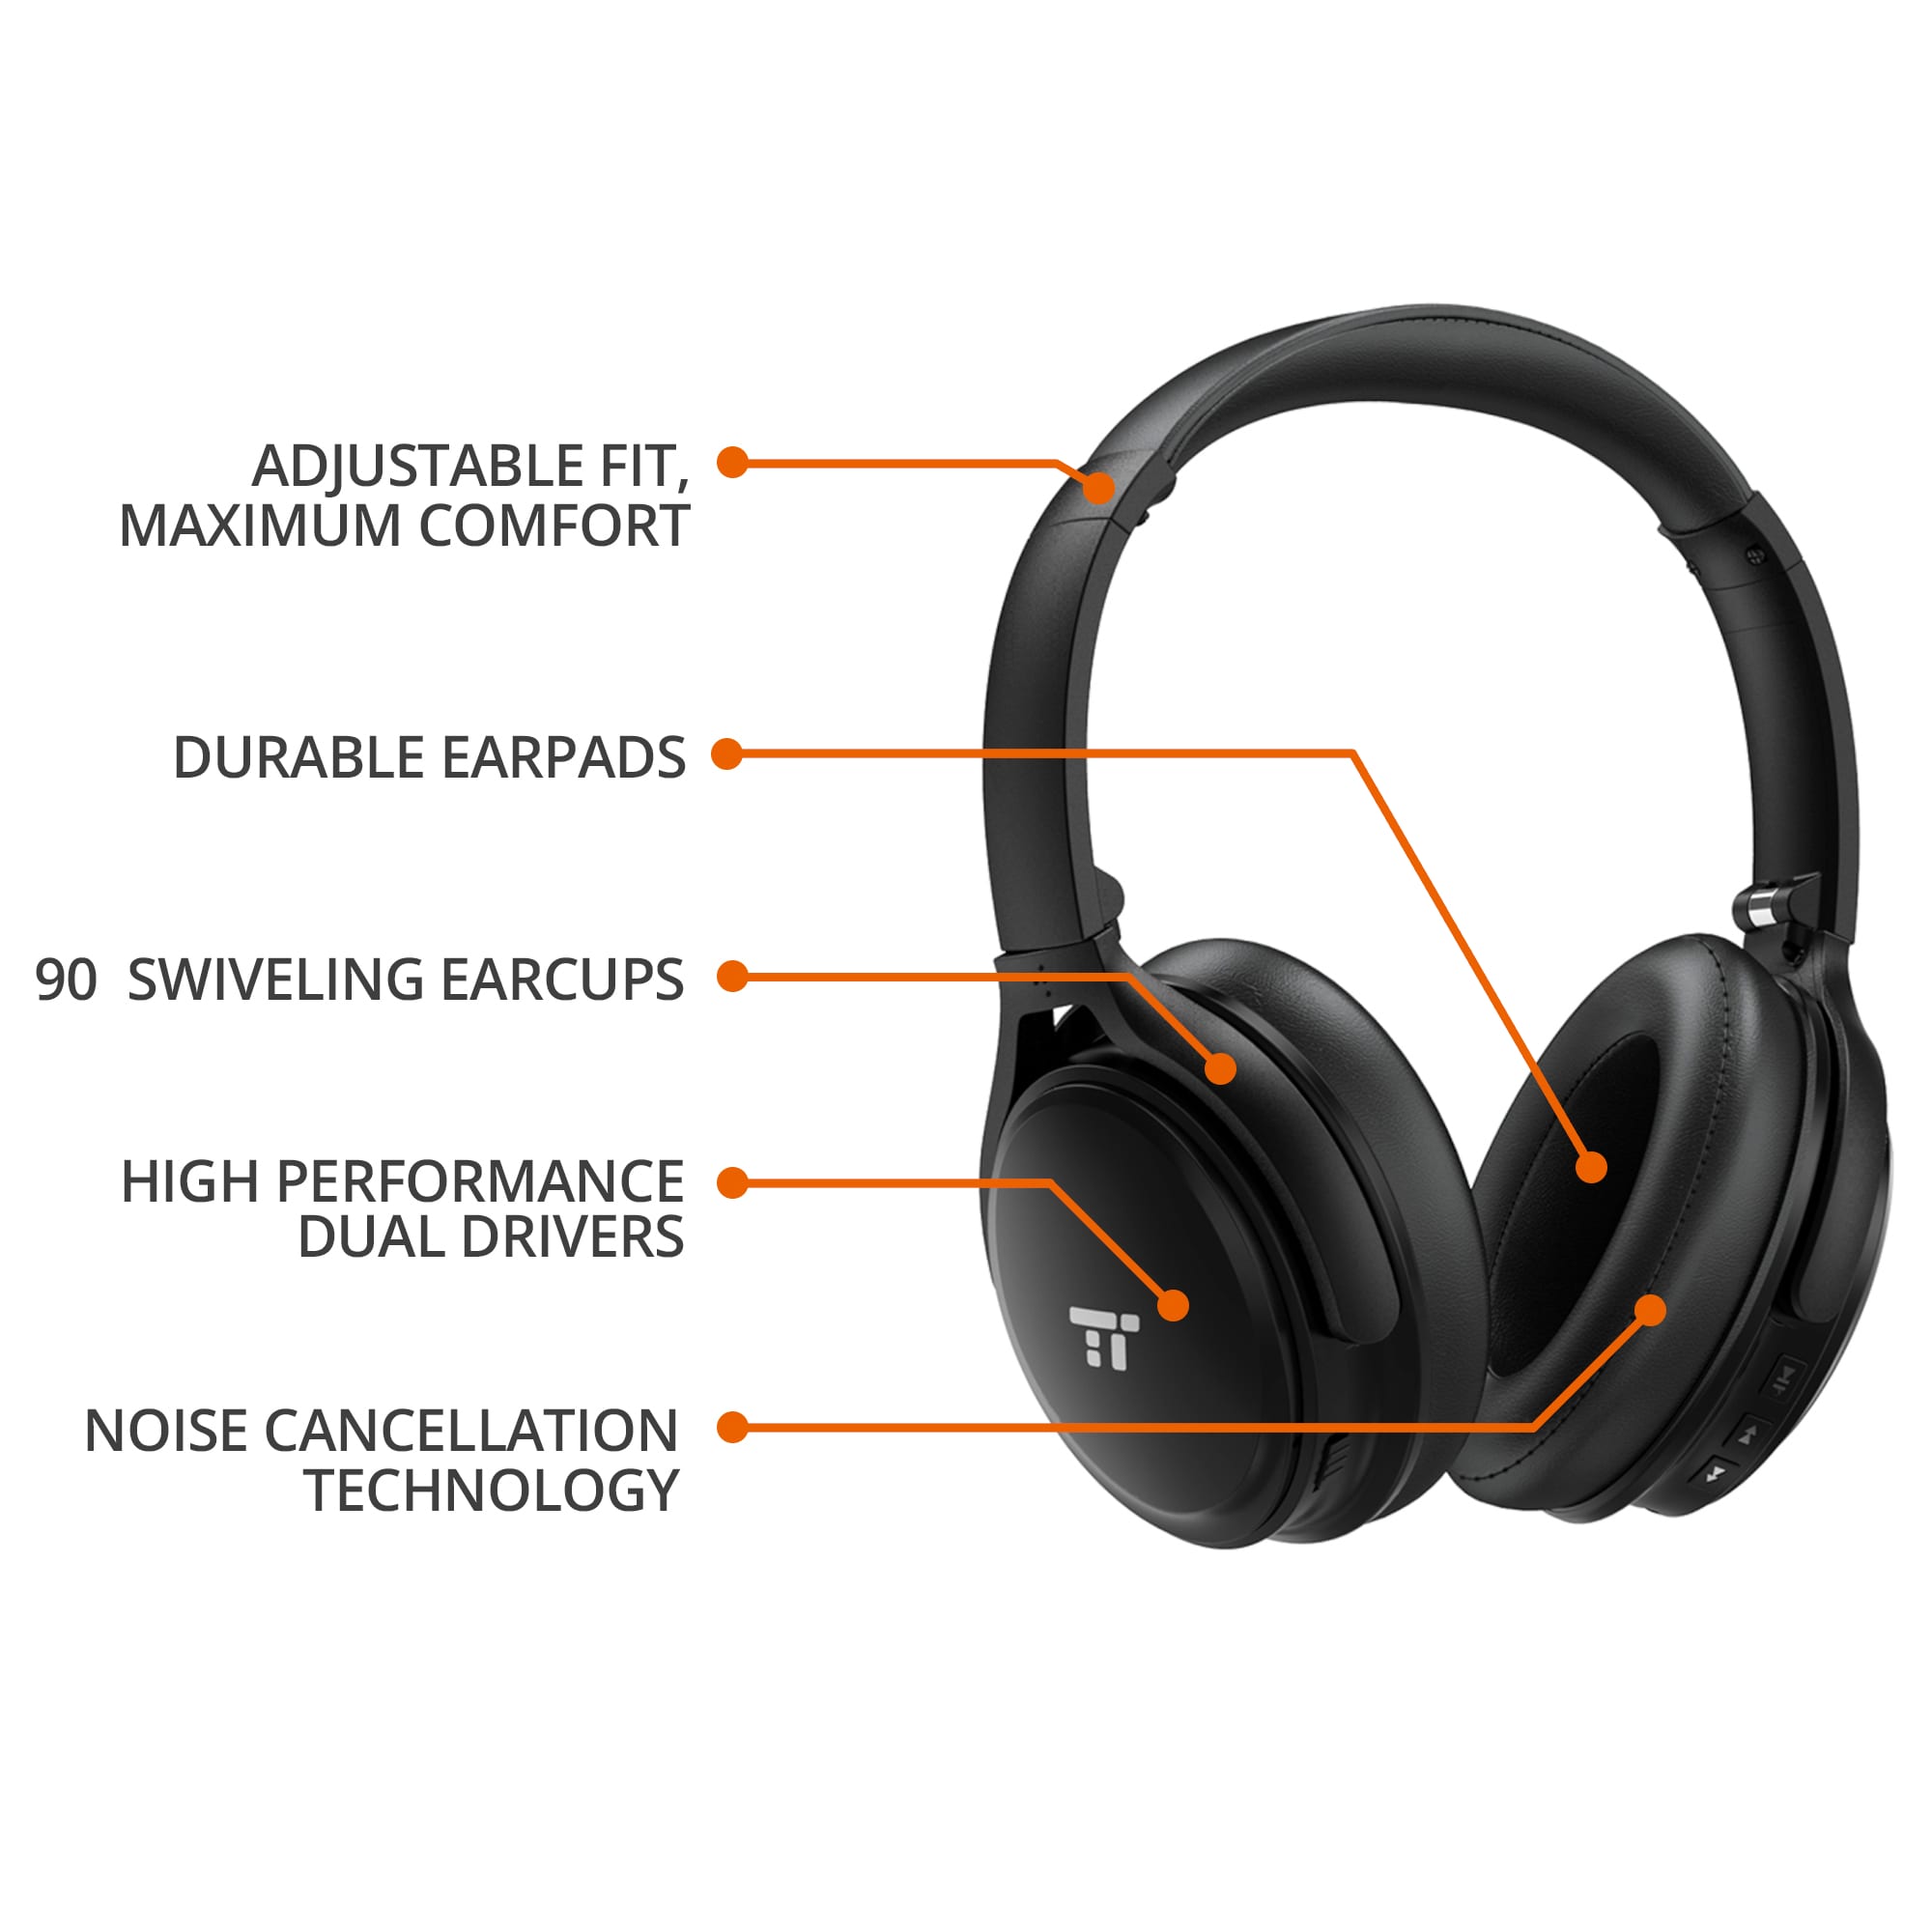 ADJUSTABLE FIT,
MAXIMUM COMFORT
DURABLE EARPADS
90 SWIVELING EARCUPS
HIGH PERFORMANCE
DUAL DRIVERS
NOISE CANCELLATION
TECHNOLOGY